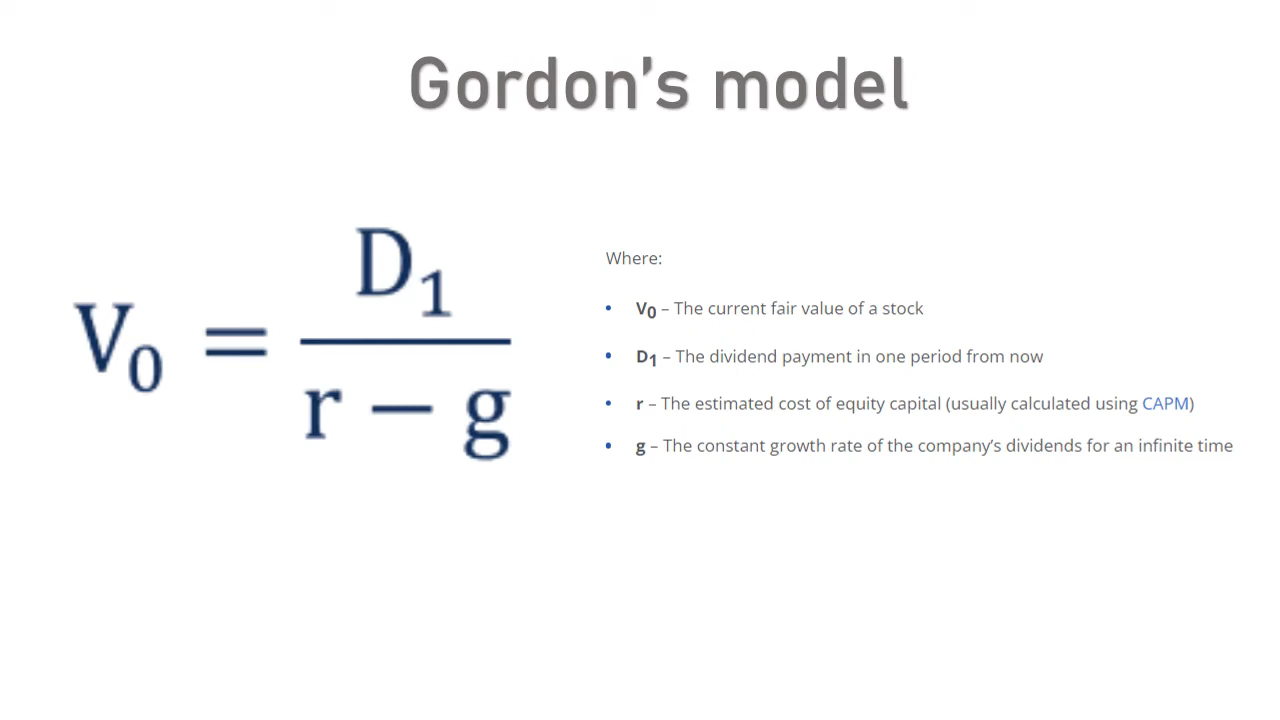 Gordon's model
V₀ = D₁ / (r − g)
Where:
• V₀ – The current fair value of a stock
• D₁ – The dividend payment in one period from now
• r – The estimated cost of equity capital (usually calculated using CAPM)
• g – The constant growth rate of the company's dividends for an infinite time